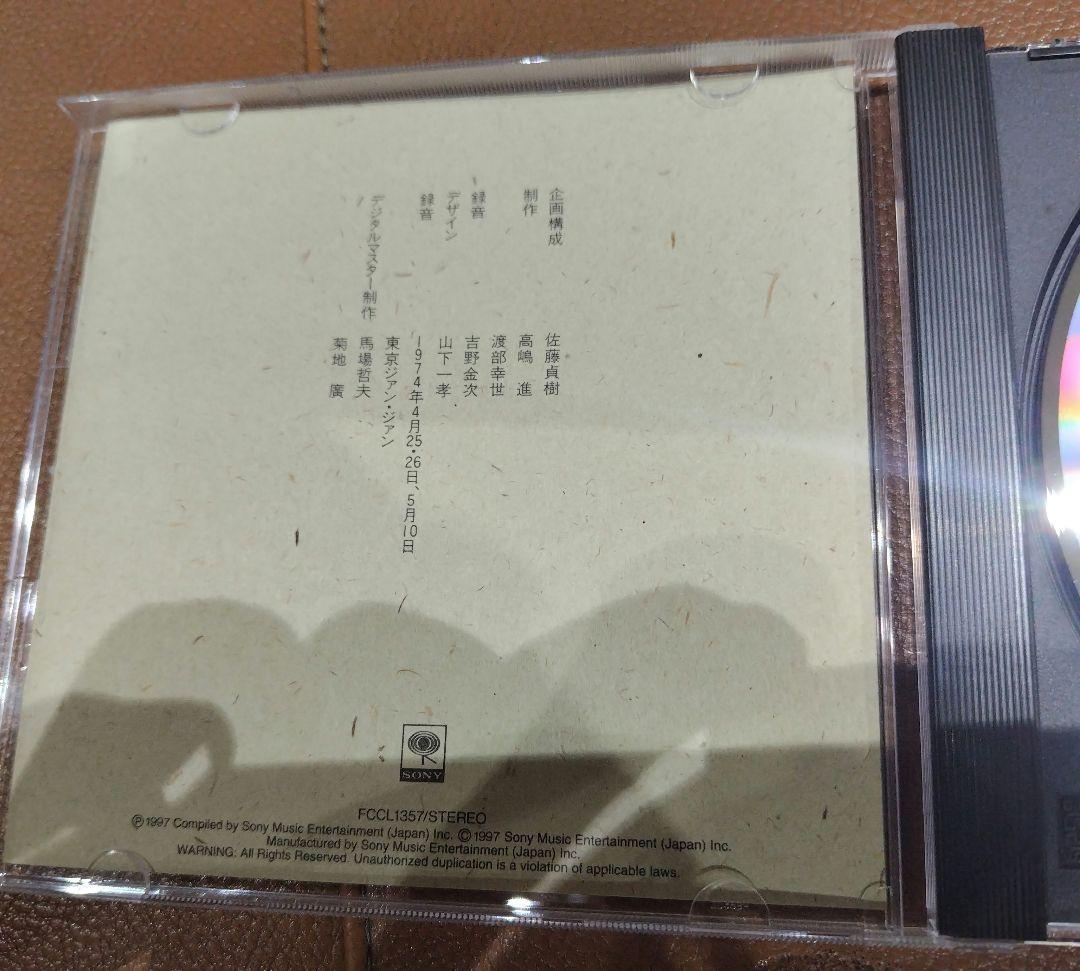 企画構成 佐藤貞樹
制作 高嶋 進
渡部幸世
録音 吉野金次
デザイン 山下一孝
録音 1974年4月25・26日、5月10日
東京ジァン・ジァン
デジタルマスター制作 馬場哲夫
菊地 廣
SONY
FCCL1357/STEREO
Ⓟ1997 Compiled by Sony Music Entertainment (Japan) Inc. Ⓒ1997 Sony Music Entertainment (Japan) Inc.
Manufactured by Sony Music Entertainment (Japan) Inc.
WARNING: All Rights Reserved. Unauthorized duplication is a violation of applicable laws.